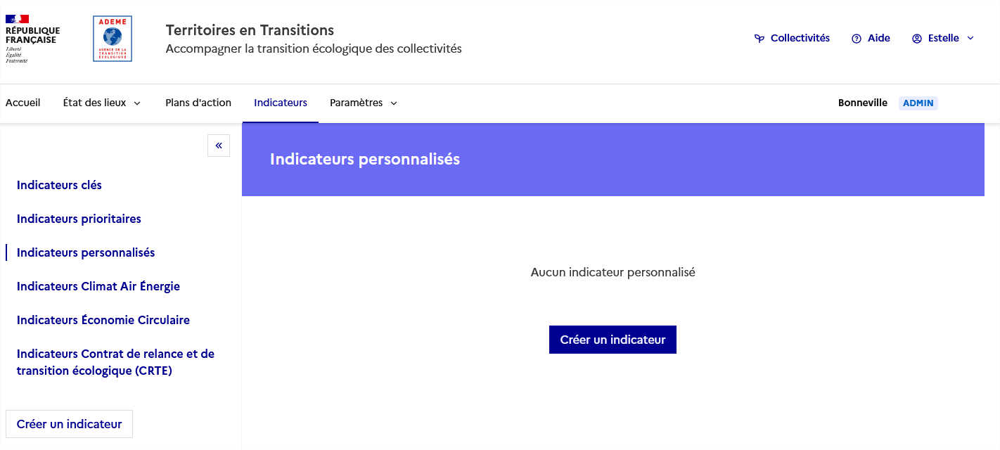 RÉPUBLIQUE
FRANÇAISE
Liberté
Égalité
Fraternité
ADEME
AGENCE DE LA
TRANSITION
ÉCOLOGIQUE
Territoires en Transitions
Accompagner la transition écologique des collectivités
Collectivités
Aide
Estelle
Accueil
État des lieux
Plans d'action
Indicateurs
Paramètres
Bonneville
ADMIN
Indicateurs clés
Indicateurs prioritaires
Indicateurs personnalisés
Indicateurs Climat Air Énergie
Indicateurs Économie Circulaire
Indicateurs Contrat de relance et de
transition écologique (CRTE)
Créer un indicateur
Indicateurs personnalisés
Aucun indicateur personnalisé
Créer un indicateur